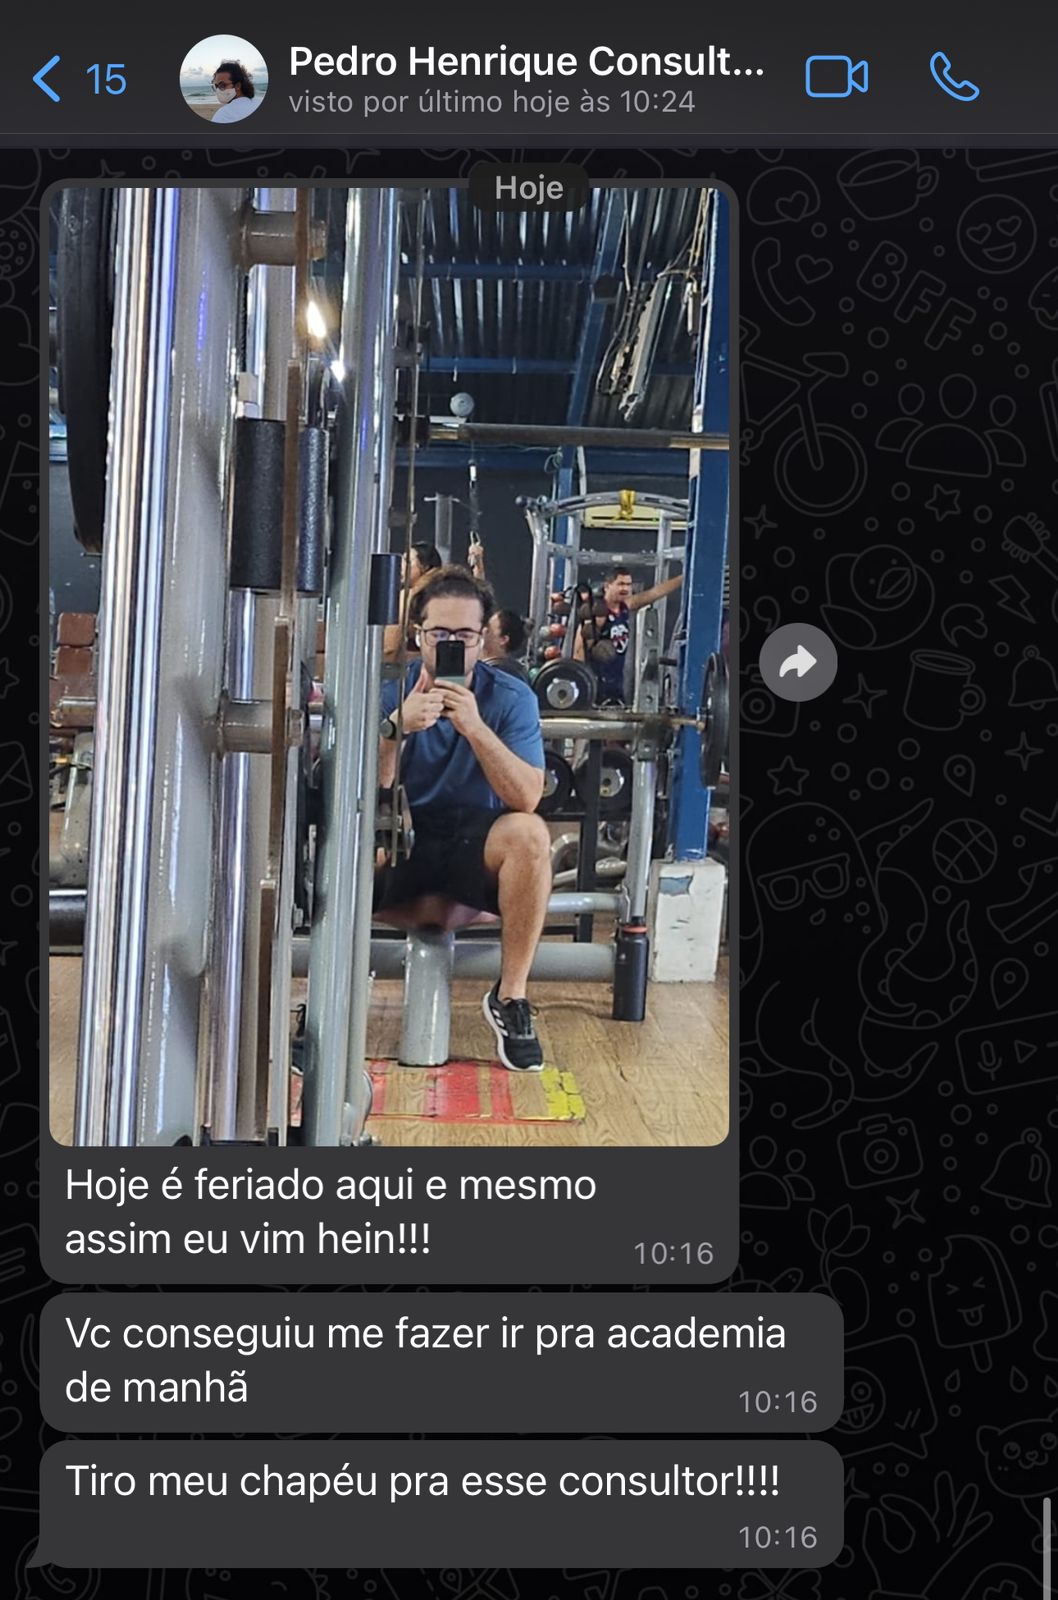 15
Pedro Henrique Consult...
visto por último hoje às 10:24
Hoje
Hoje é feriado aqui e mesmo
assim eu vim hein!!!
10:16
Vc conseguiu me fazer ir pra academia
de manhã
10:16
Tiro meu chapéu pra esse consultor!!!!
10:16